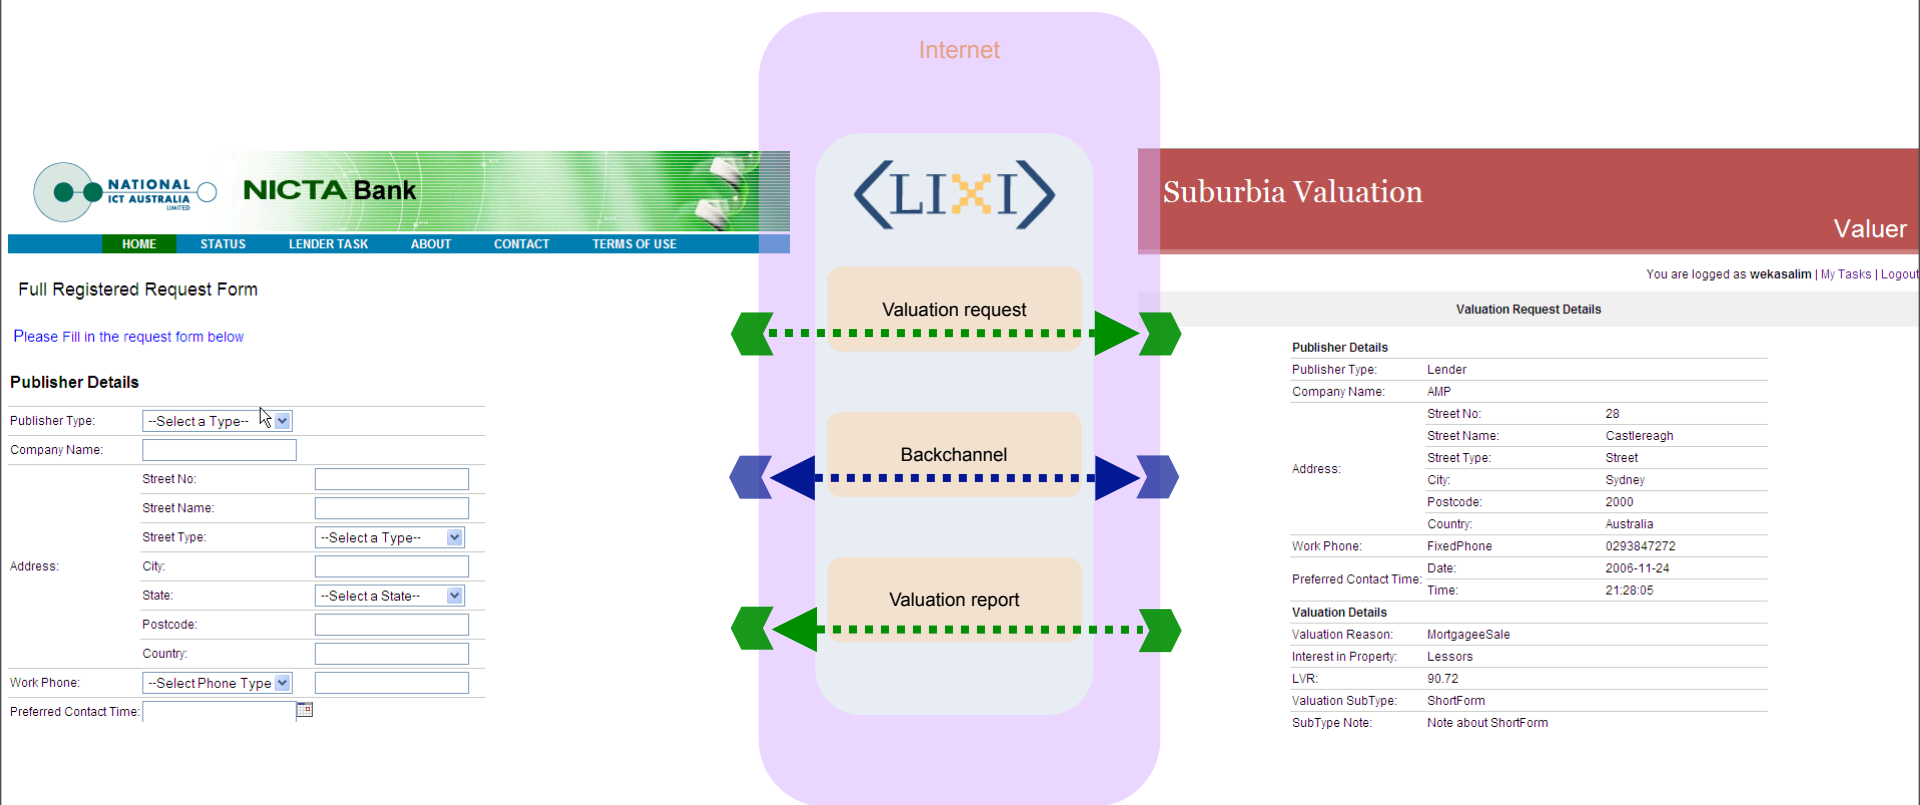 Internet
NATIONAL
ICT AUSTRALIA
LIMITED
NICTA Bank
HOME STATUS LENDER TASK ABOUT CONTACT TERMS OF USE
Full Registered Request Form
Please Fill in the request form below
Publisher Details
Publisher Type: --Select a Type--
Company Name:
Address:
Street No:
Street Name:
Street Type: --Select a Type--
City:
State: --Select a State--
Postcode:
Country:
Work Phone: --Select Phone Type
Preferred Contact Time:
<LIXI>
Valuation request
Backchannel
Valuation report
Suburbia Valuation
Valuer
You are logged as wekasalim | My Tasks | Logout
Valuation Request Details
Publisher Details
Publisher Type: Lender
Company Name: AMP
Address:
Street No: 28
Street Name: Castlereagh
Street Type: Street
City: Sydney
Postcode: 2000
Country: Australia
Work Phone: FixedPhone 0293847272
Preferred Contact Time:
Date: 2006-11-24
Time: 21:28:05
Valuation Details
Valuation Reason: MortgageeSale
Interest in Property: Lessors
LVR: 90.72
Valuation SubType: ShortForm
SubType Note: Note about ShortForm